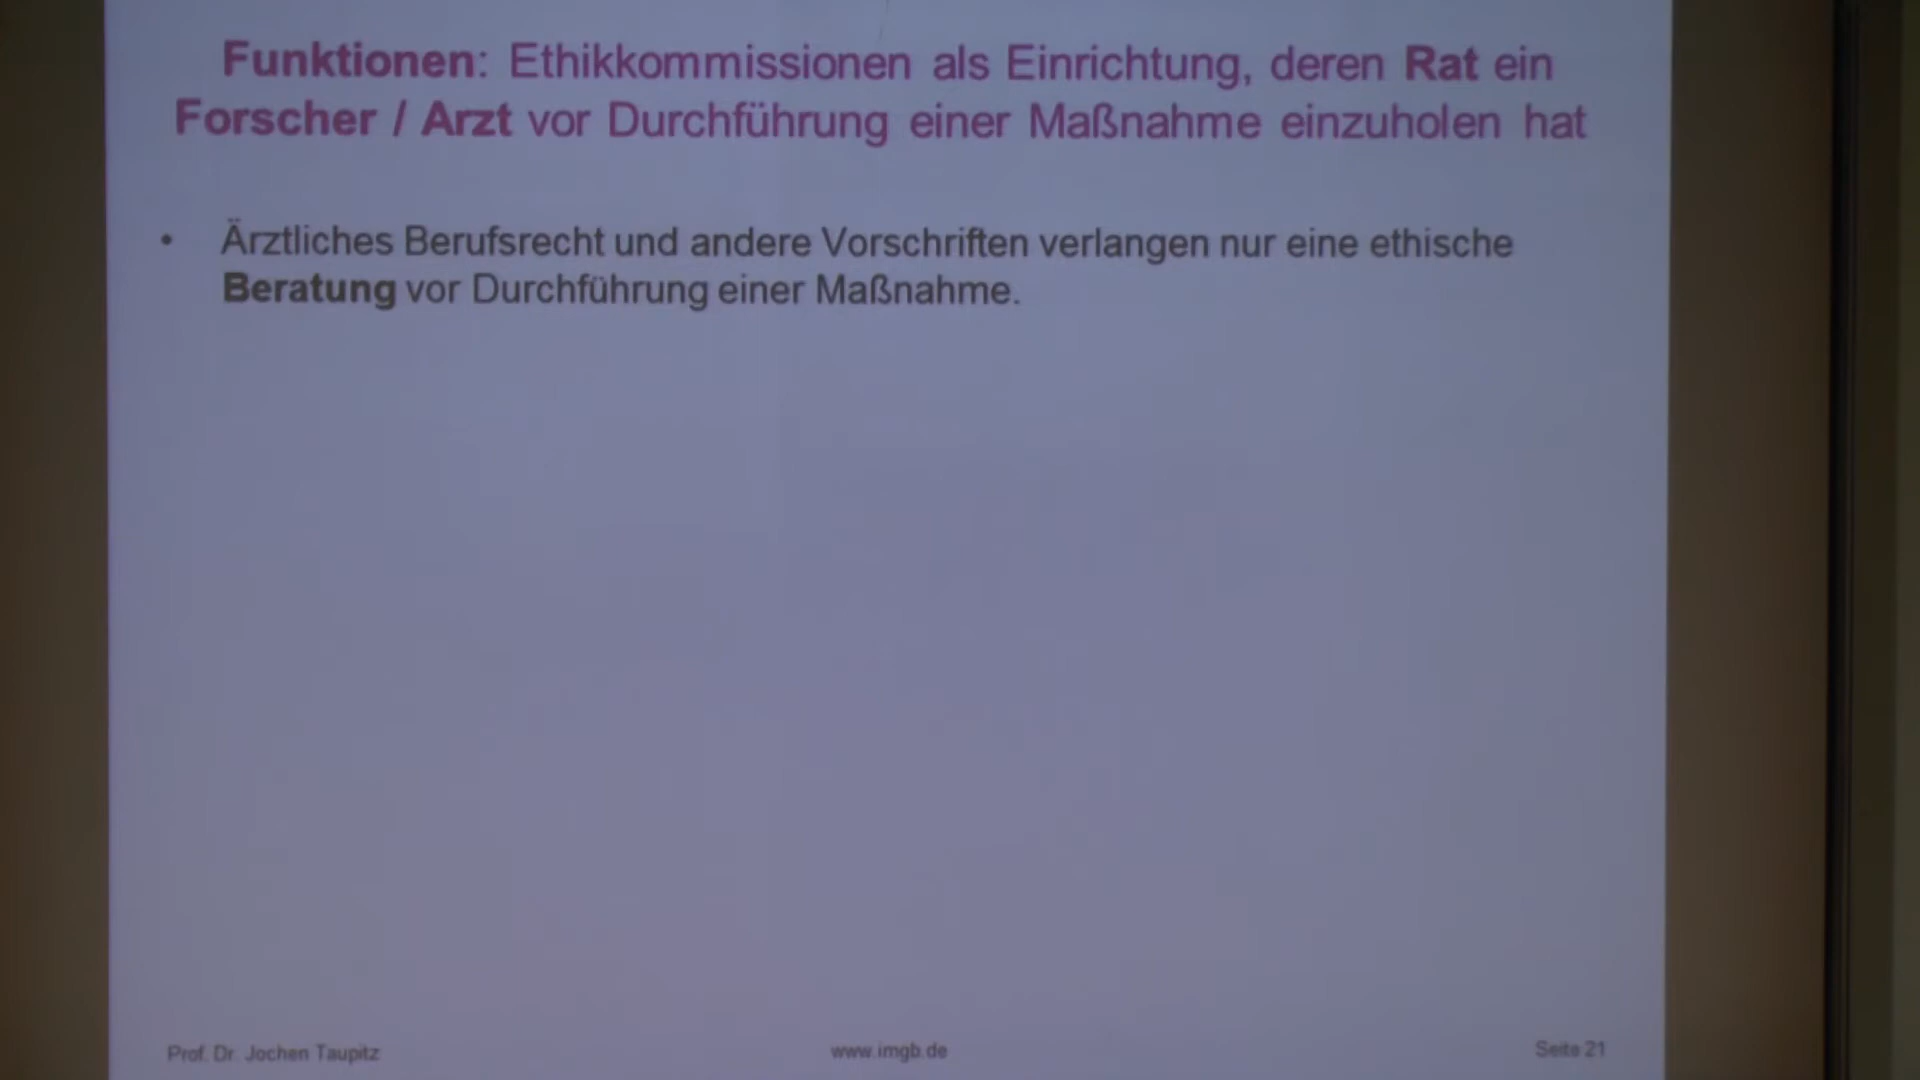 Funktionen: Ethikkommissionen als Einrichtung, deren Rat ein
Forscher / Arzt vor Durchführung einer Maßnahme einzuholen hat
• Ärztliches Berufsrecht und andere Vorschriften verlangen nur eine ethische
Beratung vor Durchführung einer Maßnahme.
Prof. Dr. Jochen Taupitz
www.imgb.de
Seite 21